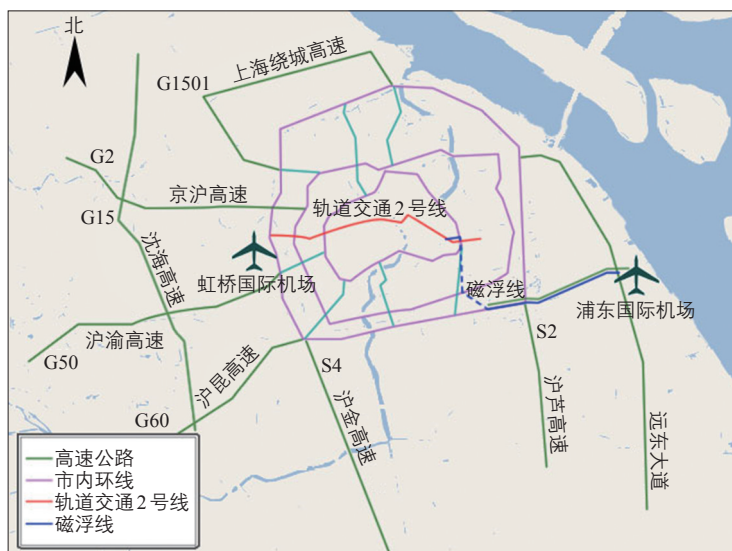 北
上海绕城高速
G1501
G2
京沪高速
轨道交通2号线
G15
沈海高速
虹桥国际机场
磁浮线
浦东国际机场
沪渝高速
G50
沪昆高速
S4
S2
G60
沪金高速
沪芦高速
远东大道
高速公路
市内环线
轨道交通2号线
磁浮线